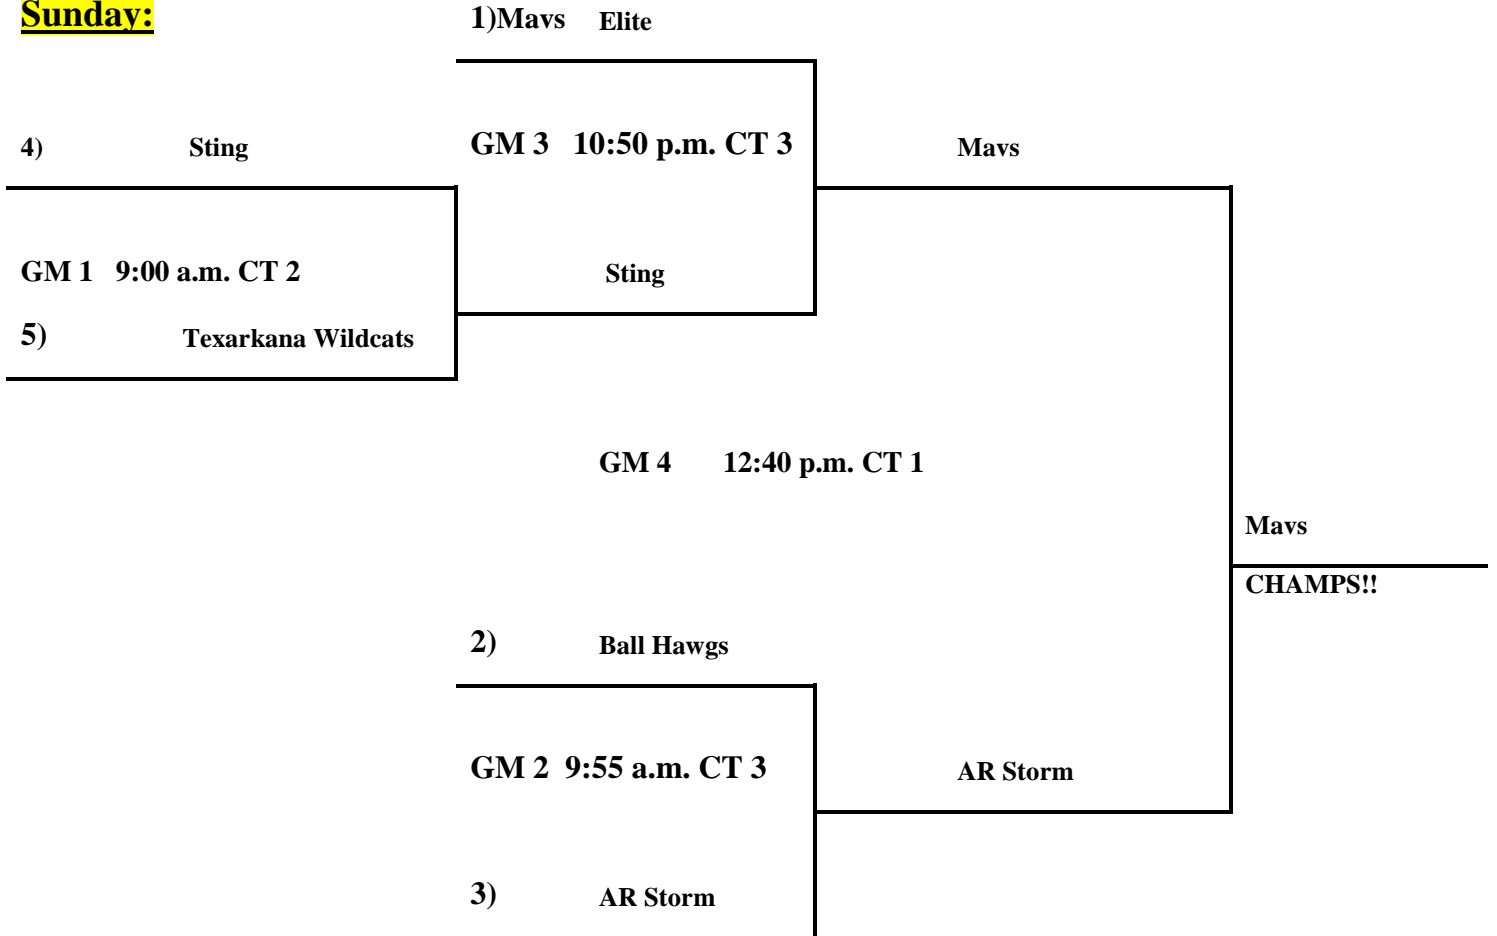 Sunday:
1)Mavs Elite
4) Sting
GM 3 10:50 p.m. CT 3
Mavs
GM 1 9:00 a.m. CT 2
Sting
5) Texarkana Wildcats
GM 4 12:40 p.m. CT 1
Mavs
CHAMPS!!
2) Ball Hawgs
GM 2 9:55 a.m. CT 3
AR Storm
3) AR Storm